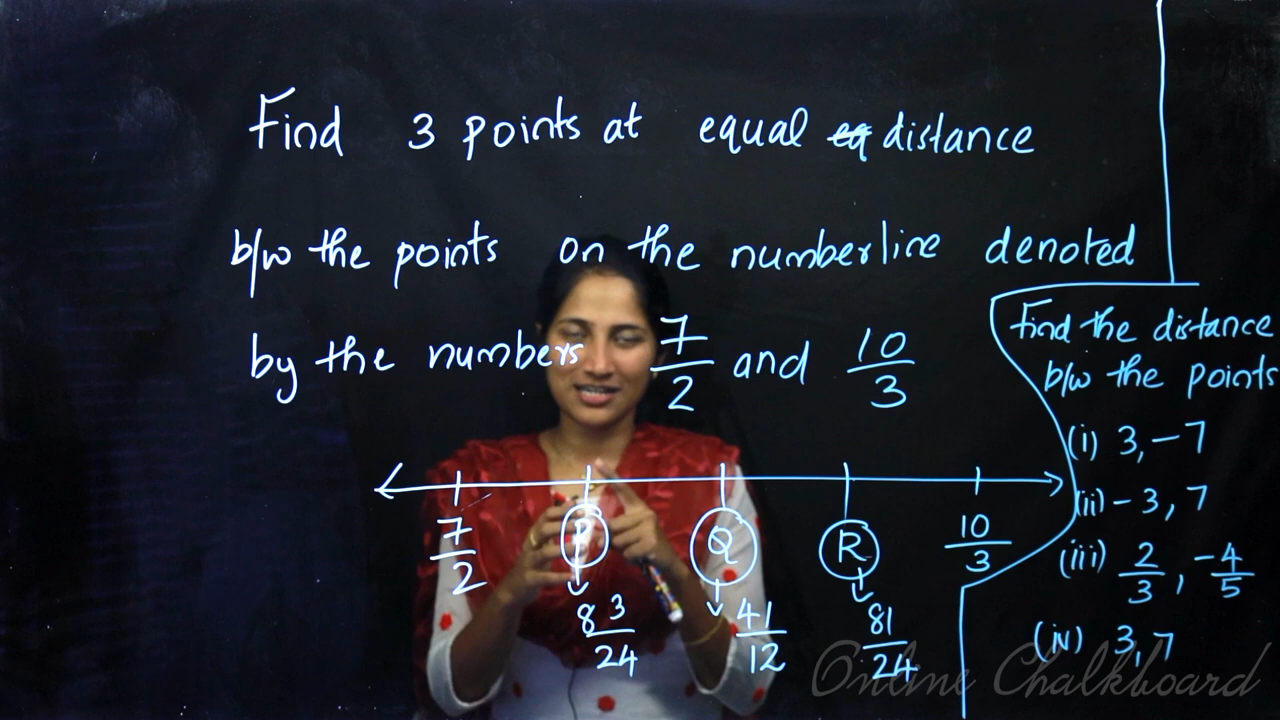 Find 3 points at equal eq distance
b/w the points on the numberline denoted
by the numbers 7/2 and 10/3
7/2 P Q R 10/3
83/24 41/12 81/24
Find the distance
b/w the points
(i) 3, -7
(ii) -3, 7
(iii) 2/3, -4/5
(iv) 3, 7
Online Chalkboard